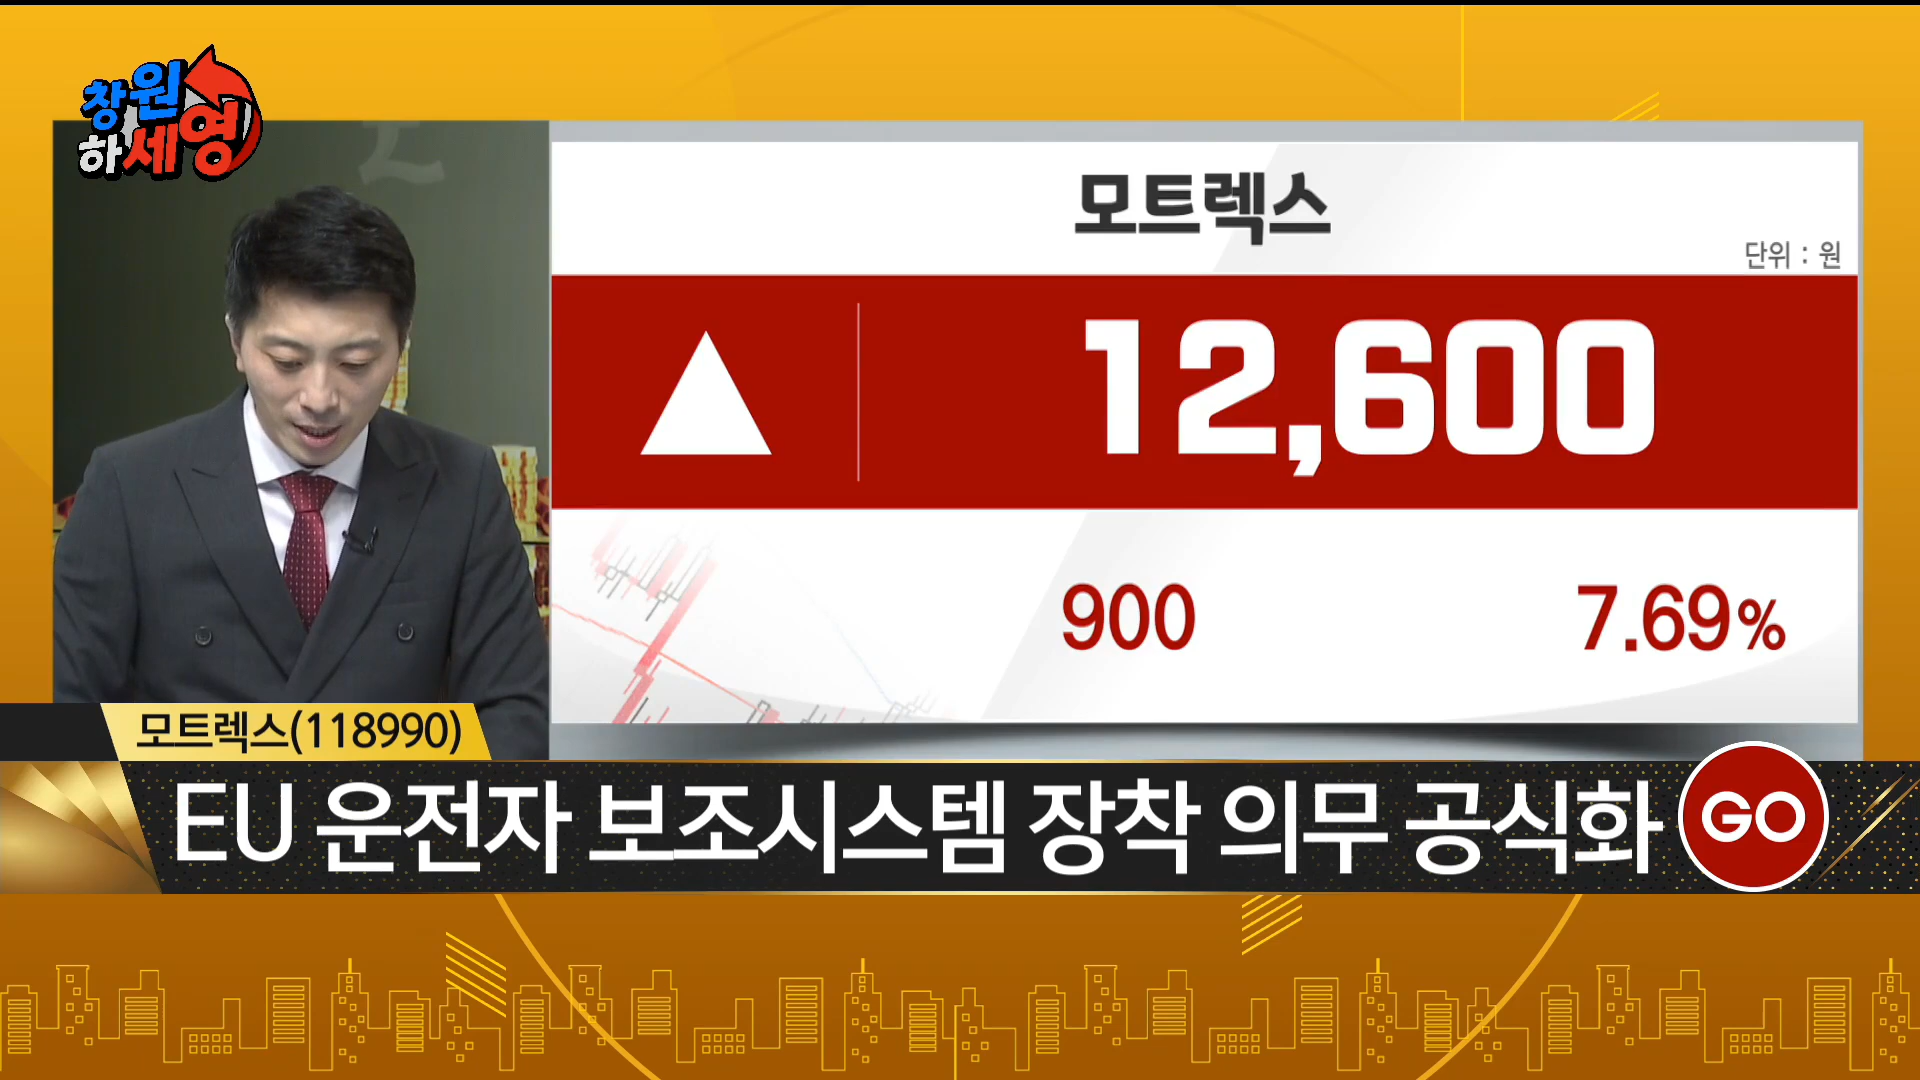 창원
하세영
모트렉스
단위 : 원
▲ 12,600
900 7.69%
모트렉스(118990)
EU 운전자 보조시스템 장착 의무 공식화 GO